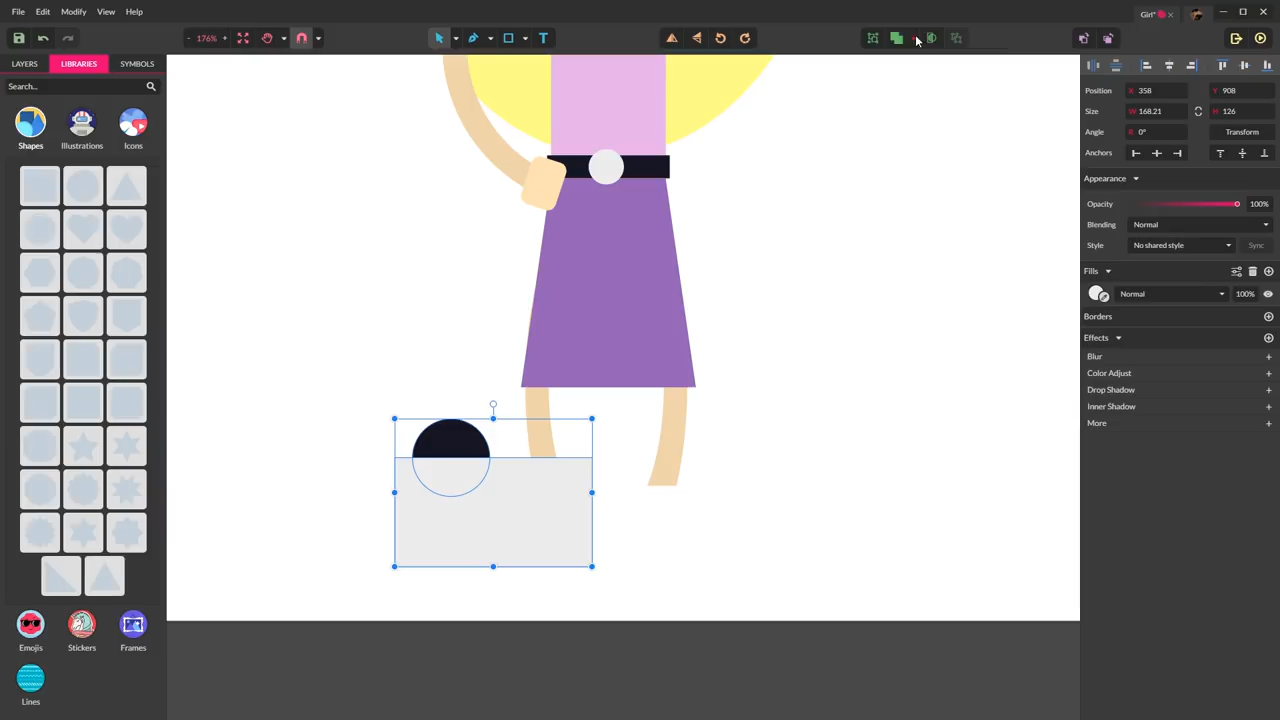 File Edit Modify View Help
Girl*
- 176% +
T
LAYERS LIBRARIES SYMBOLS
Search...
Shapes Illustrations Icons
Emojis Stickers Frames
Lines
Position X 358 Y 908
Size W 168.21 H 126
Angle R 0° Transform
Anchors
Appearance
Opacity 100%
Blending Normal
Style No shared style Sync
Fills
Normal 100%
Borders
Effects
Blur
Color Adjust
Drop Shadow
Inner Shadow
More